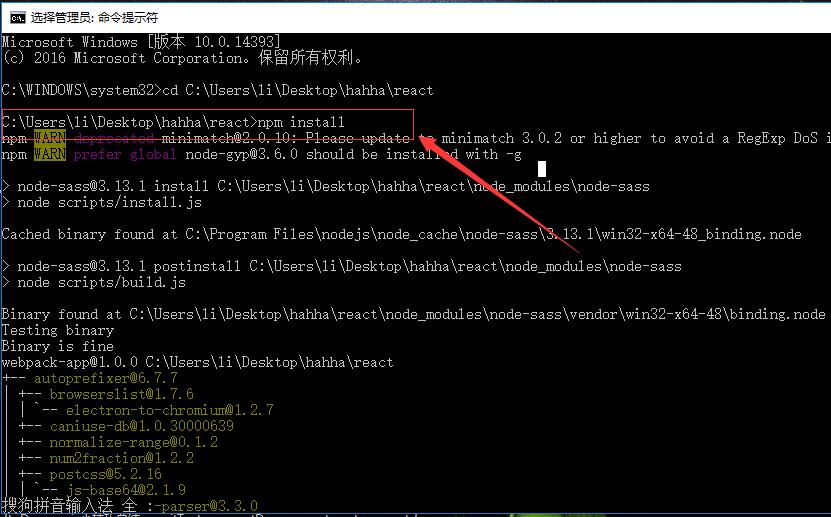 选择管理员: 命令提示符
Microsoft Windows [版本 10.0.14393]
(c) 2016 Microsoft Corporation。保留所有权利。
C:\WINDOWS\system32>cd C:\Users\li\Desktop\hahha\react
C:\Users\li\Desktop\hahha\react>npm install
npm WARN deprecated minimatch@2.0.10: Please update to minimatch 3.0.2 or higher to avoid a RegExp DoS i
npm WARN prefer global node-gyp@3.6.0 should be installed with -g
> node-sass@3.13.1 install C:\Users\li\Desktop\hahha\react\node_modules\node-sass
> node scripts/install.js
Cached binary found at C:\Program Files\nodejs\node_cache\node-sass\3.13.1\win32-x64-48_binding.node
> node-sass@3.13.1 postinstall C:\Users\li\Desktop\hahha\react\node_modules\node-sass
> node scripts/build.js
Binary found at C:\Users\li\Desktop\hahha\react\node_modules\node-sass\vendor\win32-x64-48\binding.node
Testing binary
Binary is fine
webpack-app@1.0.0 C:\Users\li\Desktop\hahha\react
+-- autoprefixer@6.7.7
| +-- browserslist@1.7.6
| | `-- electron-to-chromium@1.2.7
| +-- caniuse-db@1.0.30000639
| +-- normalize-range@0.1.2
| +-- num2fraction@1.2.2
| +-- postcss@5.2.16
| | `-- js-base64@2.1.9
搜狗拼音输入法 全 :-parser@3.3.0